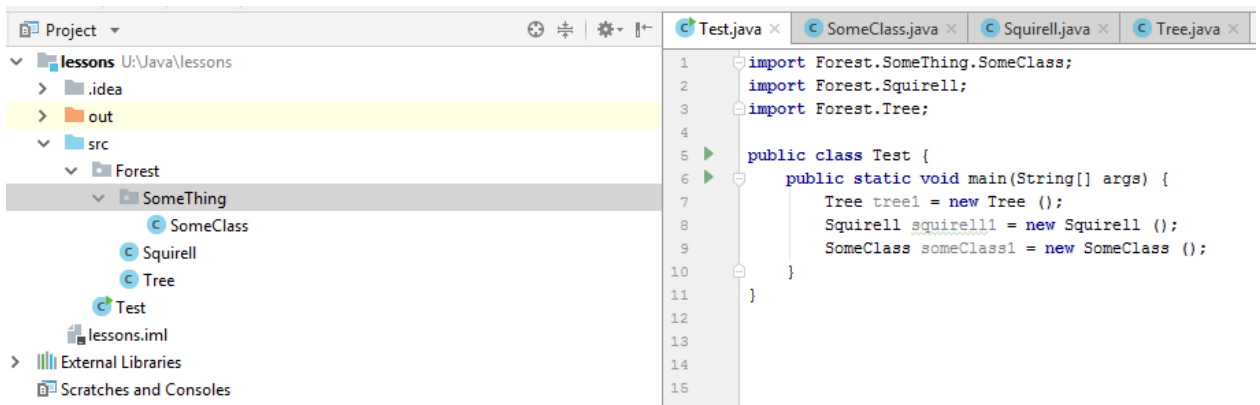 Project
lessons U:\Java\lessons
.idea
out
src
Forest
SomeThing
SomeClass
Squirell
Tree
Test
lessons.iml
External Libraries
Scratches and Consoles
Test.java × SomeClass.java × Squirell.java × Tree.java ×
1 import Forest.SomeThing.SomeClass;
2 import Forest.Squirell;
3 import Forest.Tree;
4
5 public class Test {
6 public static void main(String[] args) {
7 Tree tree1 = new Tree ();
8 Squirell squirell1 = new Squirell ();
9 SomeClass someClass1 = new SomeClass ();
10 }
11 }
12
13
14
15